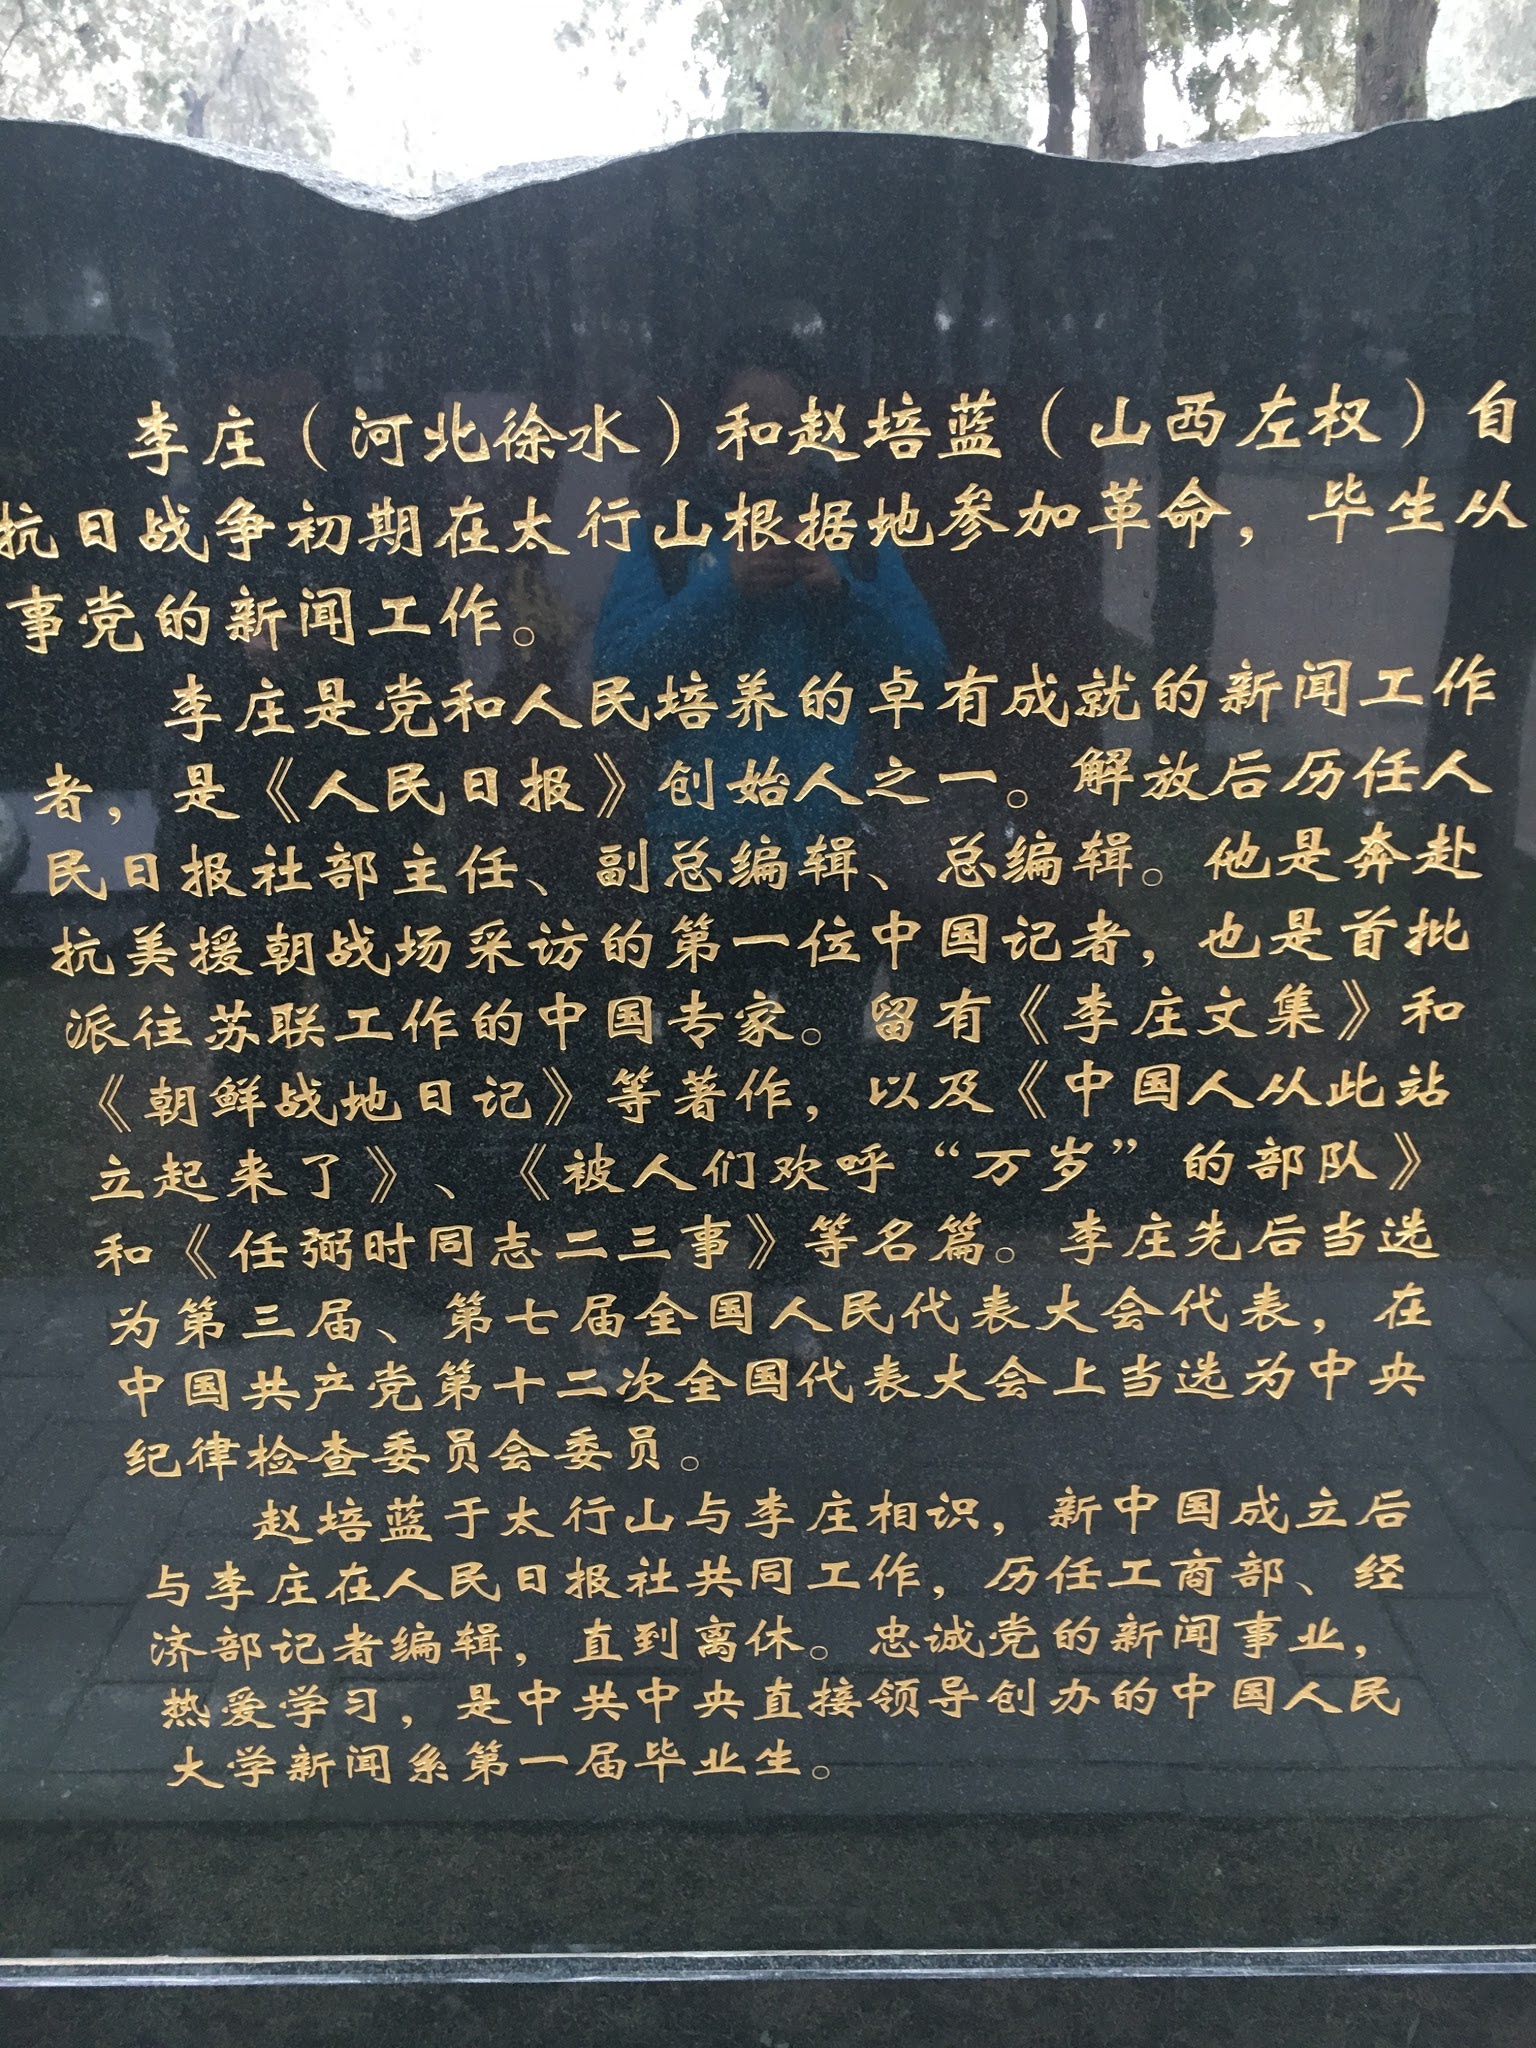 李庄（河北徐水）和赵培蓝（山西左权）自
抗日战争初期在太行山根据地参加革命，毕生从
事党的新闻工作。
李庄是党和人民培养的卓有成就的新闻工作
者，是《人民日报》创始人之一。解放后历任人
民日报社部主任、副总编辑、总编辑。他是奔赴
抗美援朝战场采访的第一位中国记者，也是首批
派往苏联工作的中国专家。留有《李庄文集》和
《朝鲜战地日记》等著作，以及《中国人从此站
立起来了》、《被人们欢呼“万岁”的部队》
和《任弼时同志二三事》等名篇。李庄先后当选
为第三届、第七届全国人民代表大会代表，在
中国共产党第十二次全国代表大会上当选为中央
纪律检查委员会委员。
赵培蓝于太行山与李庄相识，新中国成立后
与李庄在人民日报社共同工作，历任工商部、经
济部记者编辑，直到离休。忠诚党的新闻事业，
热爱学习，是中共中央直接领导创办的中国人民
大学新闻系第一届毕业生。